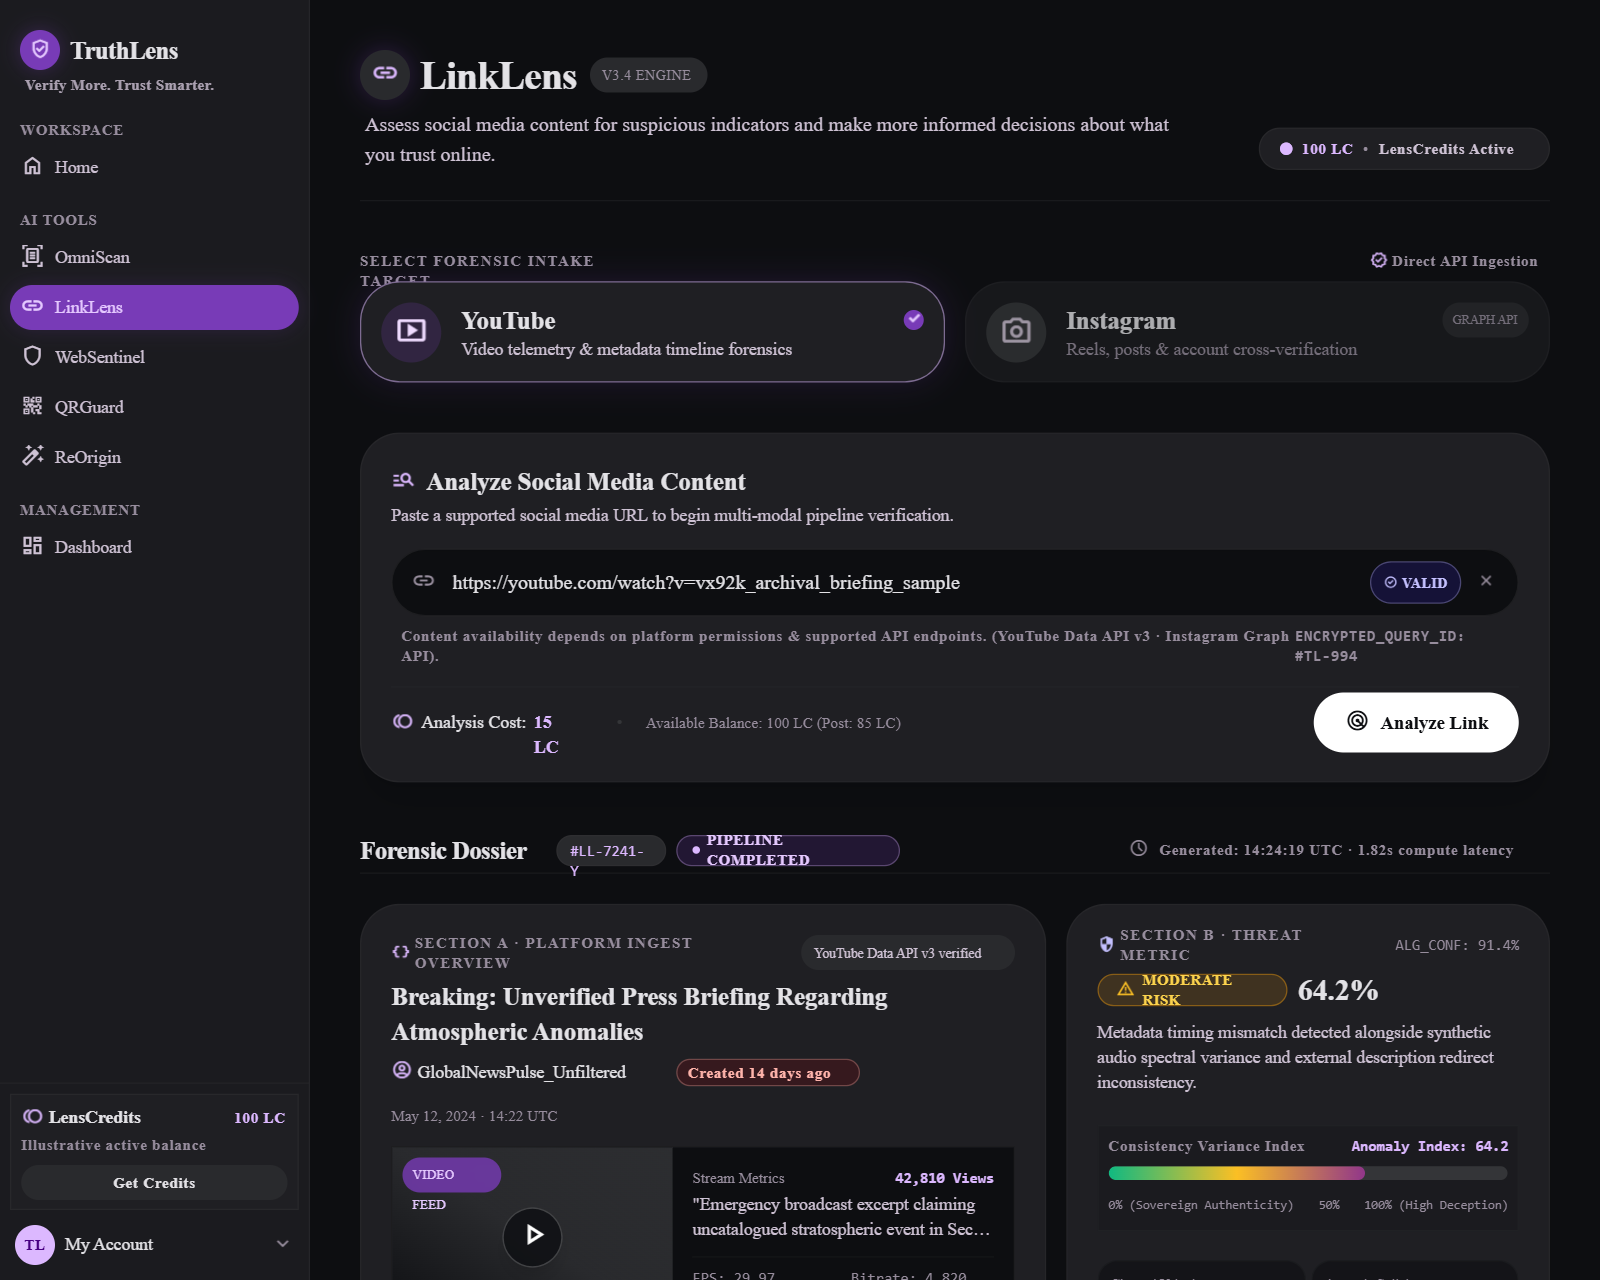 TruthLens
Verify More. Trust Smarter.
WORKSPACE
Home
AI TOOLS
OmniScan
LinkLens
WebSentinel
QRGuard
ReOrigin
MANAGEMENT
Dashboard
LensCredits
100 LC
Illustrative active balance
Get Credits
TL
My Account
LinkLens
V3.4 ENGINE
Assess social media content for suspicious indicators and make more informed decisions about what
you trust online.
100 LC • LensCredits Active
SELECT FORENSIC INTAKE
TARGET
Direct API Ingestion
YouTube
Video telemetry & metadata timeline forensics
Instagram
Reels, posts & account cross-verification
GRAPH API
Analyze Social Media Content
Paste a supported social media URL to begin multi-modal pipeline verification.
https://youtube.com/watch?v=vx92k_archival_briefing_sample
VALID
Content availability depends on platform permissions & supported API endpoints. (YouTube Data API v3 · Instagram Graph
API).
ENCRYPTED_QUERY_ID:
#TL-994
Analysis Cost: 15
LC
Available Balance: 100 LC (Post: 85 LC)
Analyze Link
Forensic Dossier
#LL-7241-
Y
PIPELINE
COMPLETED
Generated: 14:24:19 UTC · 1.82s compute latency
SECTION A · PLATFORM INGEST
OVERVIEW
YouTube Data API v3 verified
Breaking: Unverified Press Briefing Regarding
Atmospheric Anomalies
GlobalNewsPulse_Unfiltered
Created 14 days ago
May 12, 2024 · 14:22 UTC
VIDEO
FEED
Stream Metrics
42,810 Views
"Emergency broadcast excerpt claiming
uncatalogued stratospheric event in Sec…
FPS: 29.97
Bitrate: 4,820
SECTION B · THREAT
METRIC
ALG_CONF: 91.4%
MODERATE
RISK
64.2%
Metadata timing mismatch detected alongside synthetic
audio spectral variance and external description redirect
inconsistency.
Consistency Variance Index
Anomaly Index: 64.2
0% (Sovereign Authenticity)
50%
100% (High Deception)